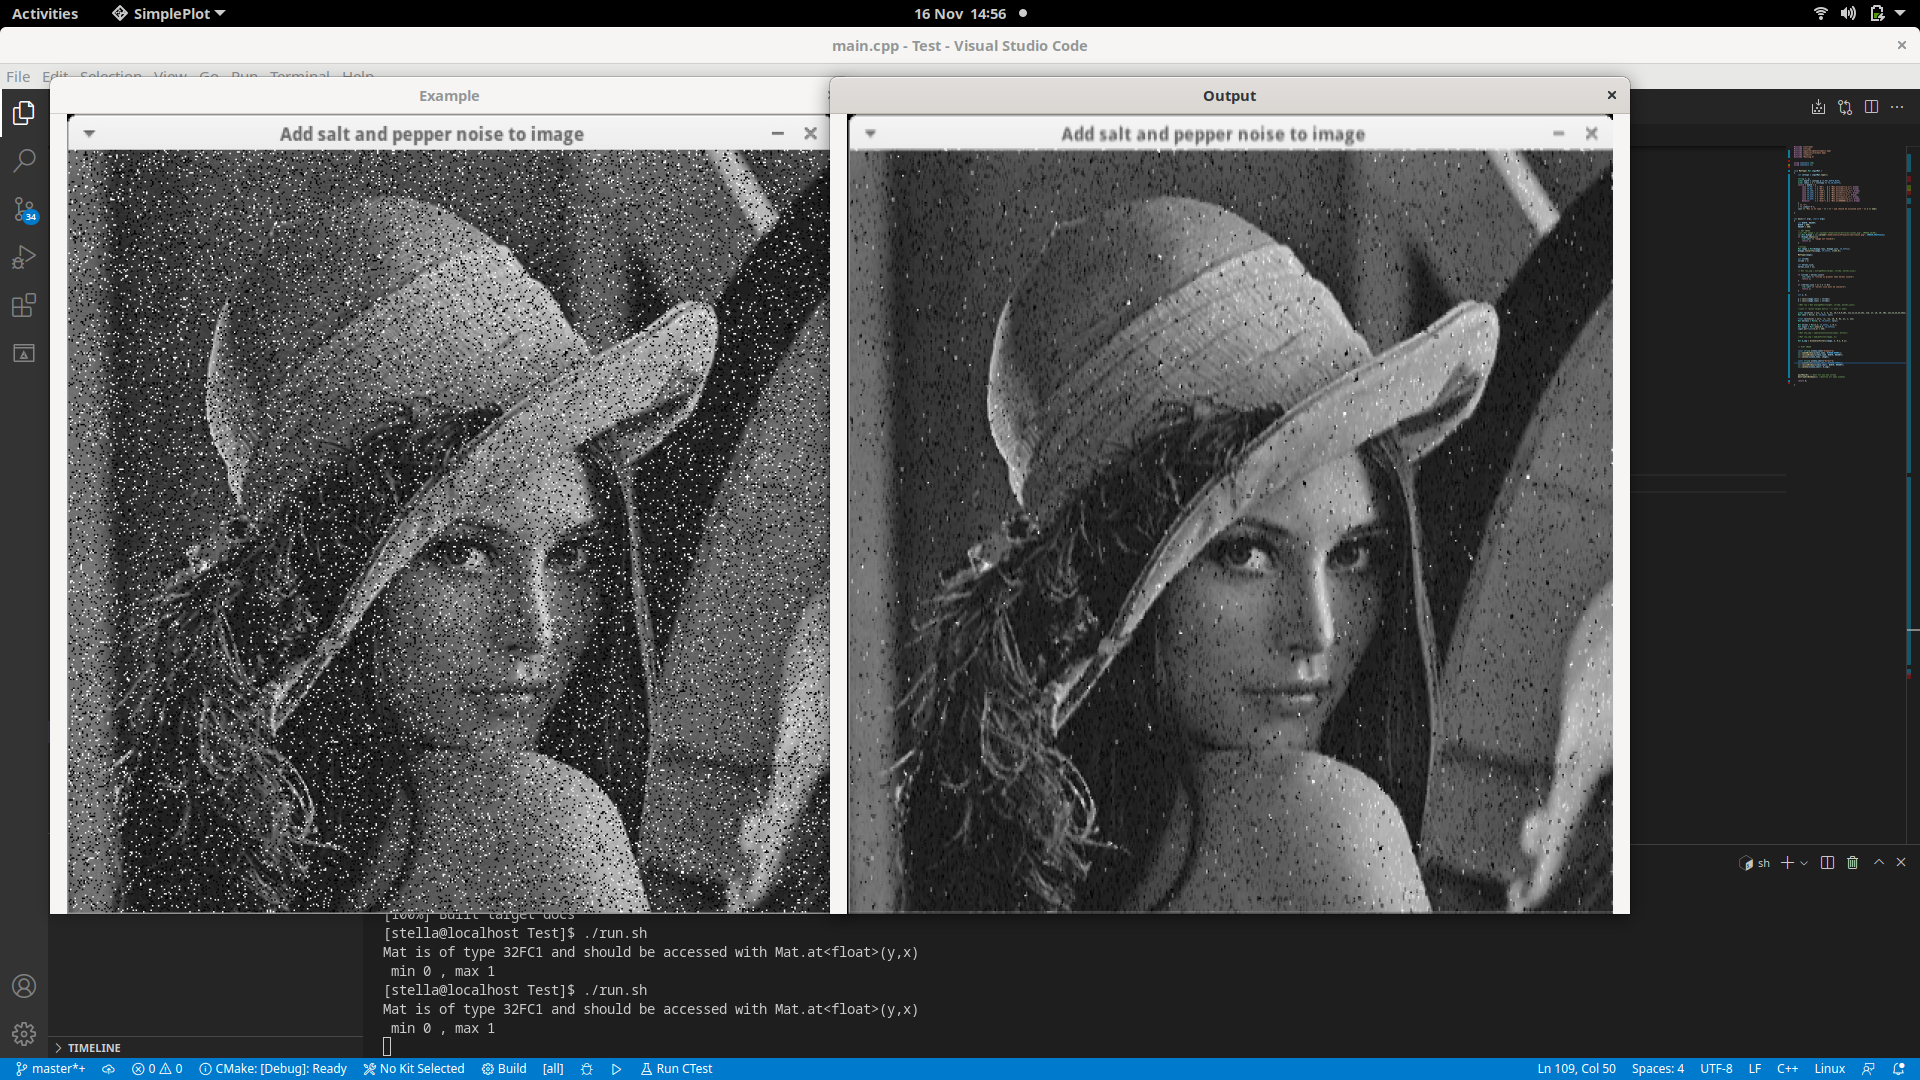 Activities SimplePlot 16 Nov 14:56
main.cpp - Test - Visual Studio Code
File Edit Selection View Go Run Terminal Help
Example Output
Add salt and pepper noise to image
Add salt and pepper noise to image
34
sh
[100%] Built target docs
[stella@localhost Test]$ ./run.sh
Mat is of type 32FC1 and should be accessed with Mat.at<float>(y,x)
min 0 , max 1
[stella@localhost Test]$ ./run.sh
Mat is of type 32FC1 and should be accessed with Mat.at<float>(y,x)
min 0 , max 1
TIMELINE
master*+ 0 0 CMake: [Debug]: Ready No Kit Selected Build [all] Run CTest Ln 109, Col 50 Spaces: 4 UTF-8 LF C++ Linux